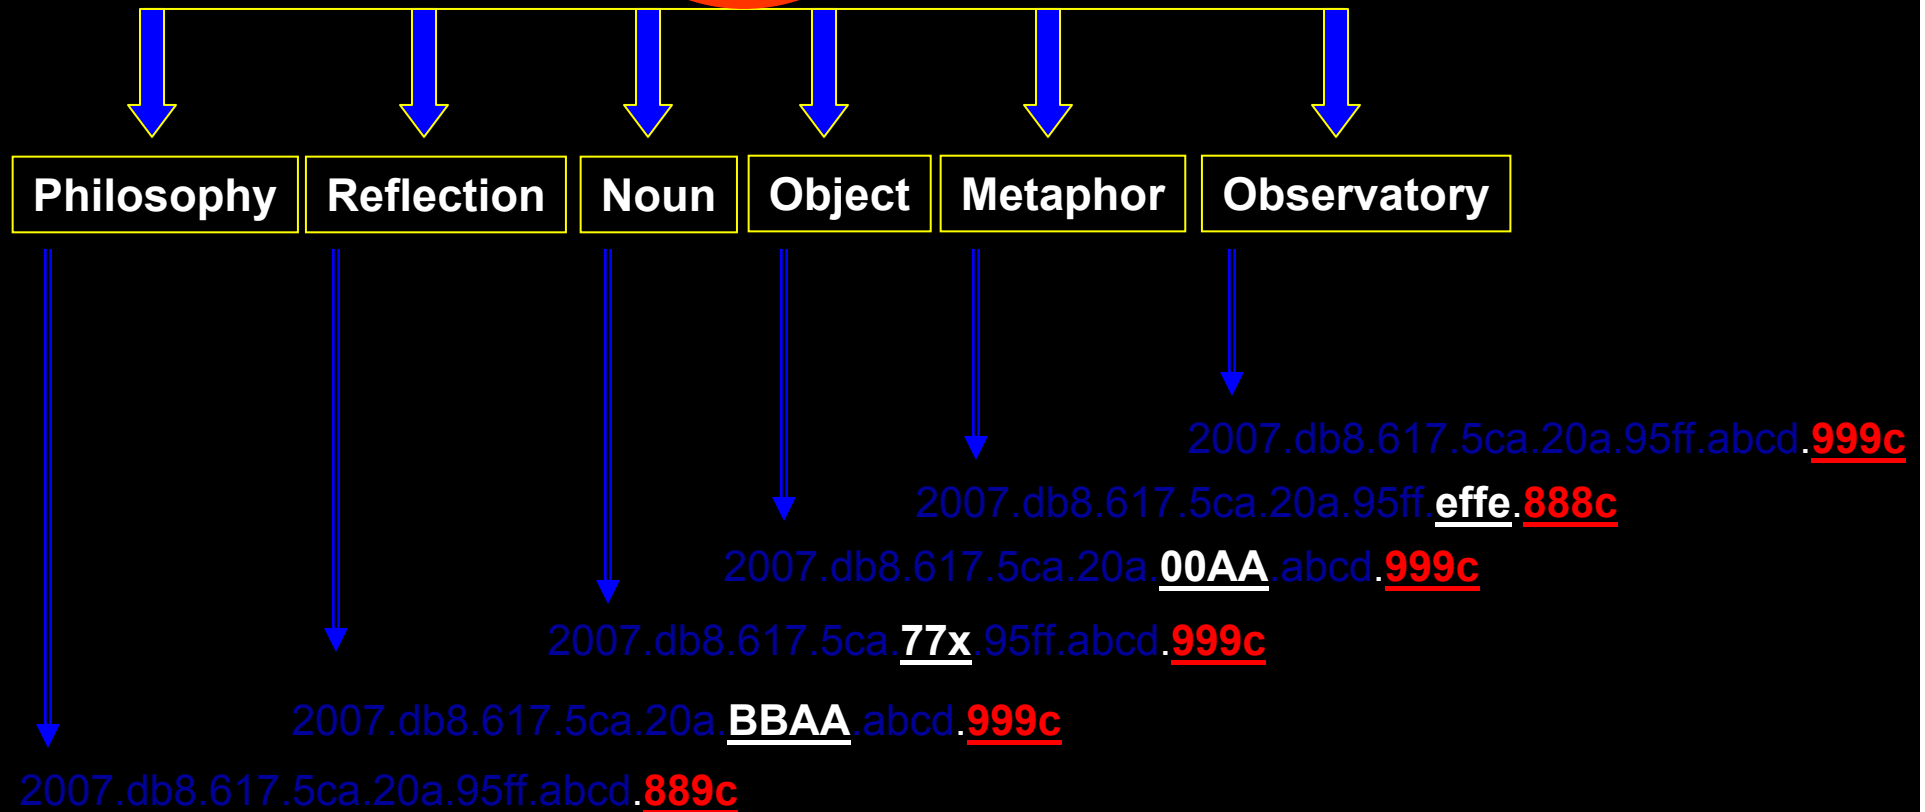 Philosophy Reflection Noun Object Metaphor Observatory
2007.db8.617.5ca.20a.95ff.abcd.999c
2007.db8.617.5ca.20a.95ff.effe.888c
2007.db8.617.5ca.20a.00AA.abcd.999c
2007.db8.617.5ca.77x.95ff.abcd.999c
2007.db8.617.5ca.20a.BBAA.abcd.999c
2007.db8.617.5ca.20a.95ff.abcd.889c